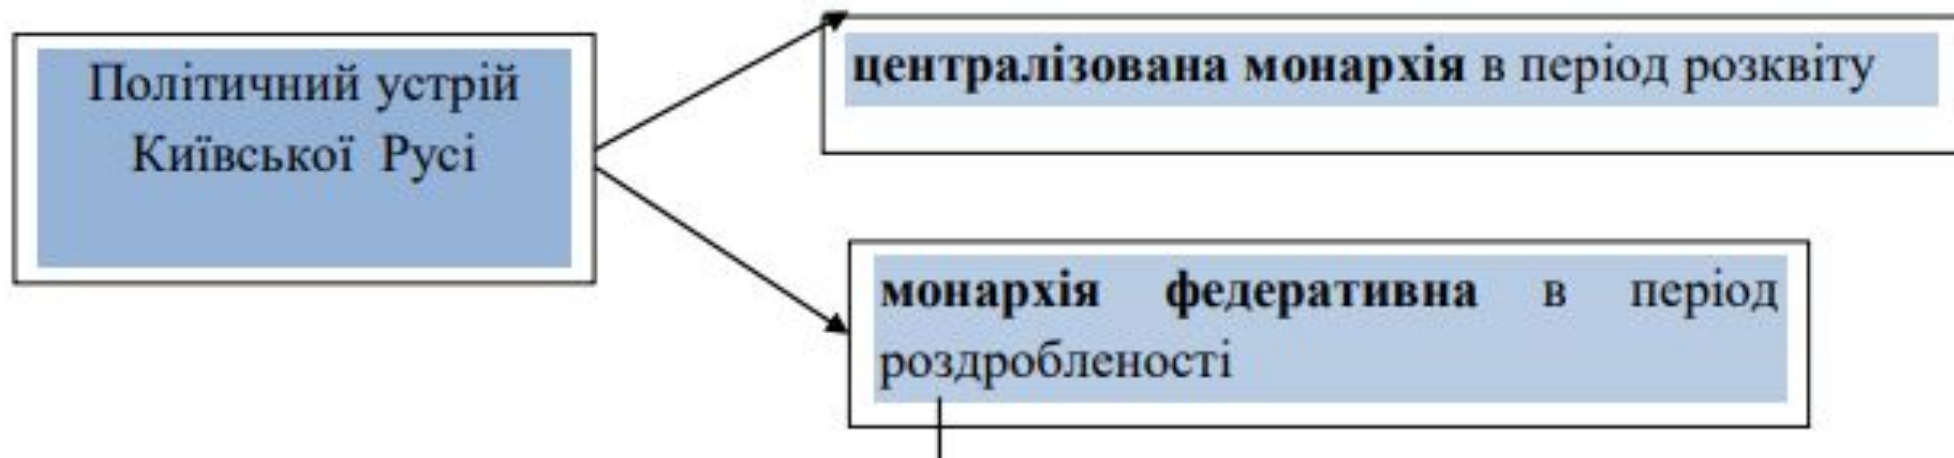 Політичний устрій
Київської Русі
централізована монархія в період розквіту
монархія федеративна в період
роздробленості